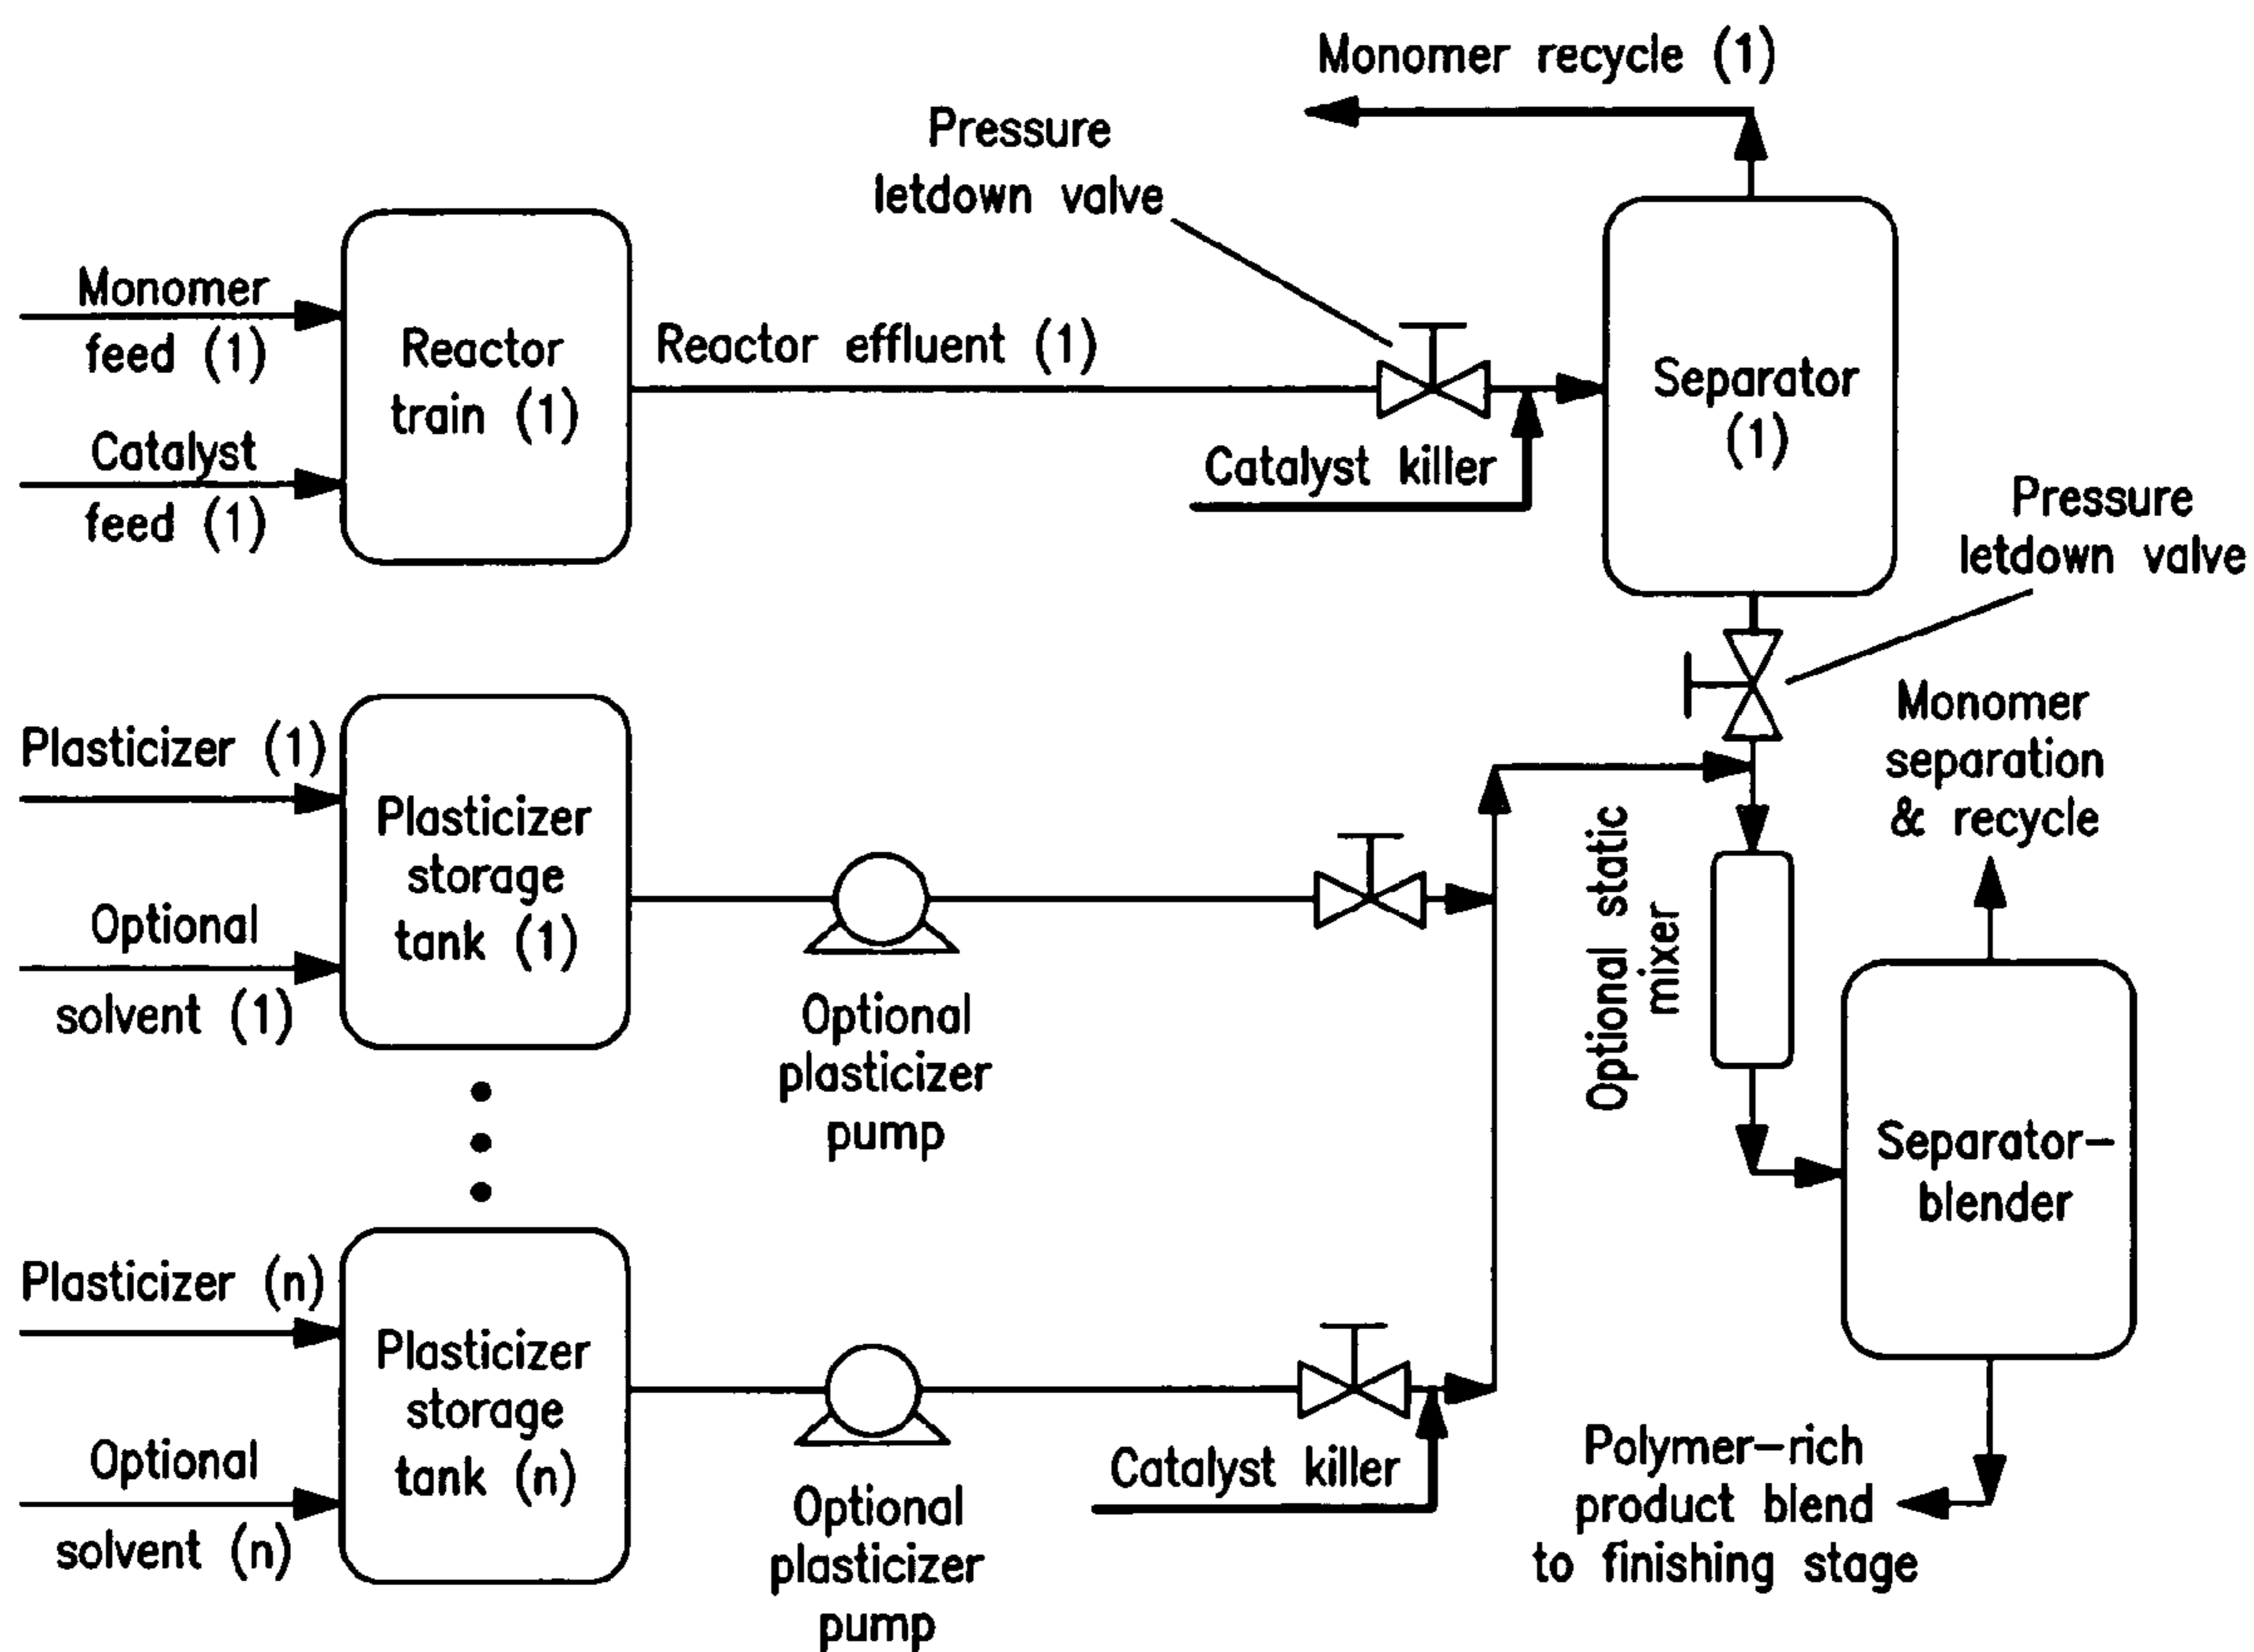 Monomer recycle (1)
Pressure
letdown valve
Monomer
feed (1)
Catalyst
feed (1)
Reactor
train (1)
Reactor effluent (1)
Catalyst killer
Separator
(1)
Pressure
letdown valve
Plasticizer (1)
Optional
solvent (1)
Plasticizer
storage
tank (1)
Optional
plasticizer
pump
Optional static
mixer
Monomer
separation
& recycle
Separator-
blender
Plasticizer (n)
Optional
solvent (n)
Plasticizer
storage
tank (n)
Optional
plasticizer
pump
Catalyst killer
Polymer-rich
product blend
to finishing stage